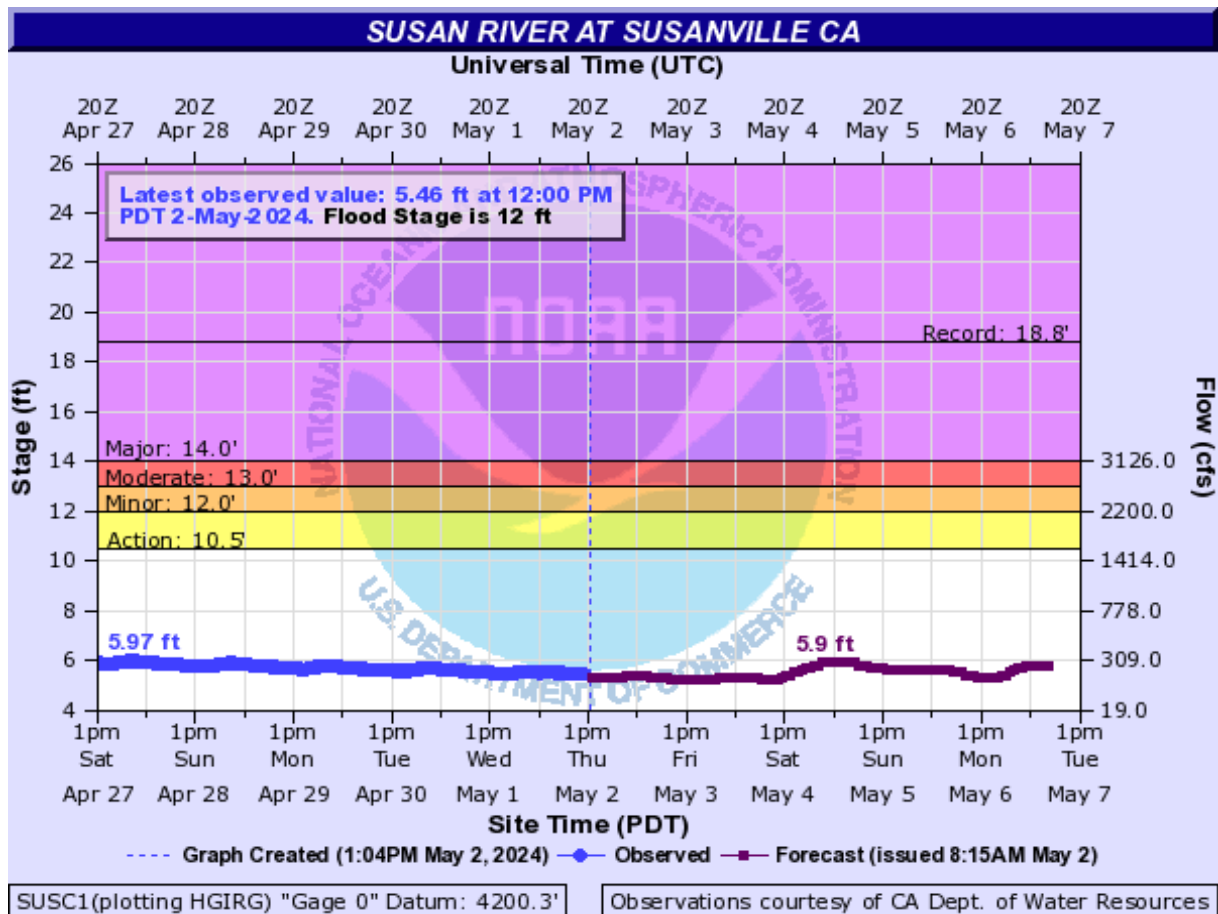 SUSAN RIVER AT SUSANVILLE CA
Universal Time (UTC)
20Z 20Z 20Z 20Z 20Z 20Z 20Z 20Z 20Z 20Z 20Z
Apr 27 Apr 28 Apr 29 Apr 30 May 1 May 2 May 3 May 4 May 5 May 6 May 7
Latest observed value: 5.46 ft at 12:00 PM
PDT 2-May-2024. Flood Stage is 12 ft
NATIONAL OCEANIC AND ATMOSPHERIC ADMINISTRATION
NOAA
U.S. DEPARTMENT OF COMMERCE
Stage (ft)
26
24
22
20
18
16
14
12
10
8
6
4
Record: 18.8'
Major: 14.0'
Moderate: 13.0'
Minor: 12.0'
Action: 10.5'
5.97 ft
5.9 ft
Flow (cfs)
3126.0
2200.0
1414.0
778.0
309.0
19.0
1pm 1pm 1pm 1pm 1pm 1pm 1pm 1pm 1pm 1pm 1pm
Sat Sun Mon Tue Wed Thu Fri Sat Sun Mon Tue
Apr 27 Apr 28 Apr 29 Apr 30 May 1 May 2 May 3 May 4 May 5 May 6 May 7
Site Time (PDT)
Graph Created (1:04PM May 2, 2024) Observed Forecast (issued 8:15AM May 2)
SUSC1(plotting HGIRG) "Gage 0" Datum: 4200.3'
Observations courtesy of CA Dept. of Water Resources